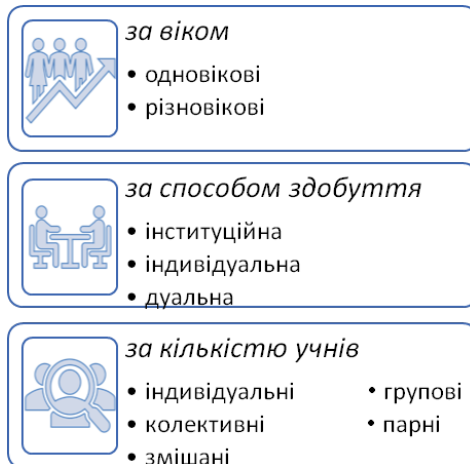 за віком
• одновікові
• різновікові
за способом здобуття
• інституційна
• індивідуальна
• дуальна
за кількістю учнів
• індивідуальні • групові
• колективні • парні
• змішані